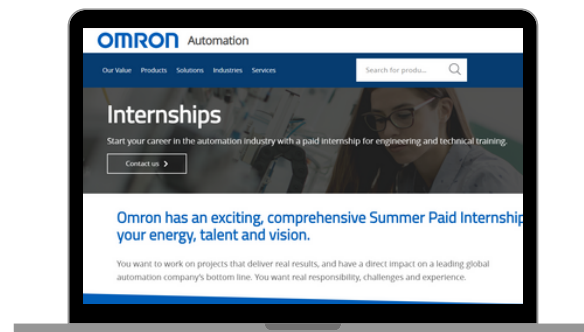 OMRON Automation
Our Value Products Solutions Industries Services Search for produ...
Internships
Start your career in the automation industry with a paid internship for engineering and technical training.
Contact us
Omron has an exciting, comprehensive Summer Paid Internship
your energy, talent and vision.
You want to work on projects that deliver real results, and have a direct impact on a leading global
automation company's bottom line. You want real responsibility, challenges and experience.